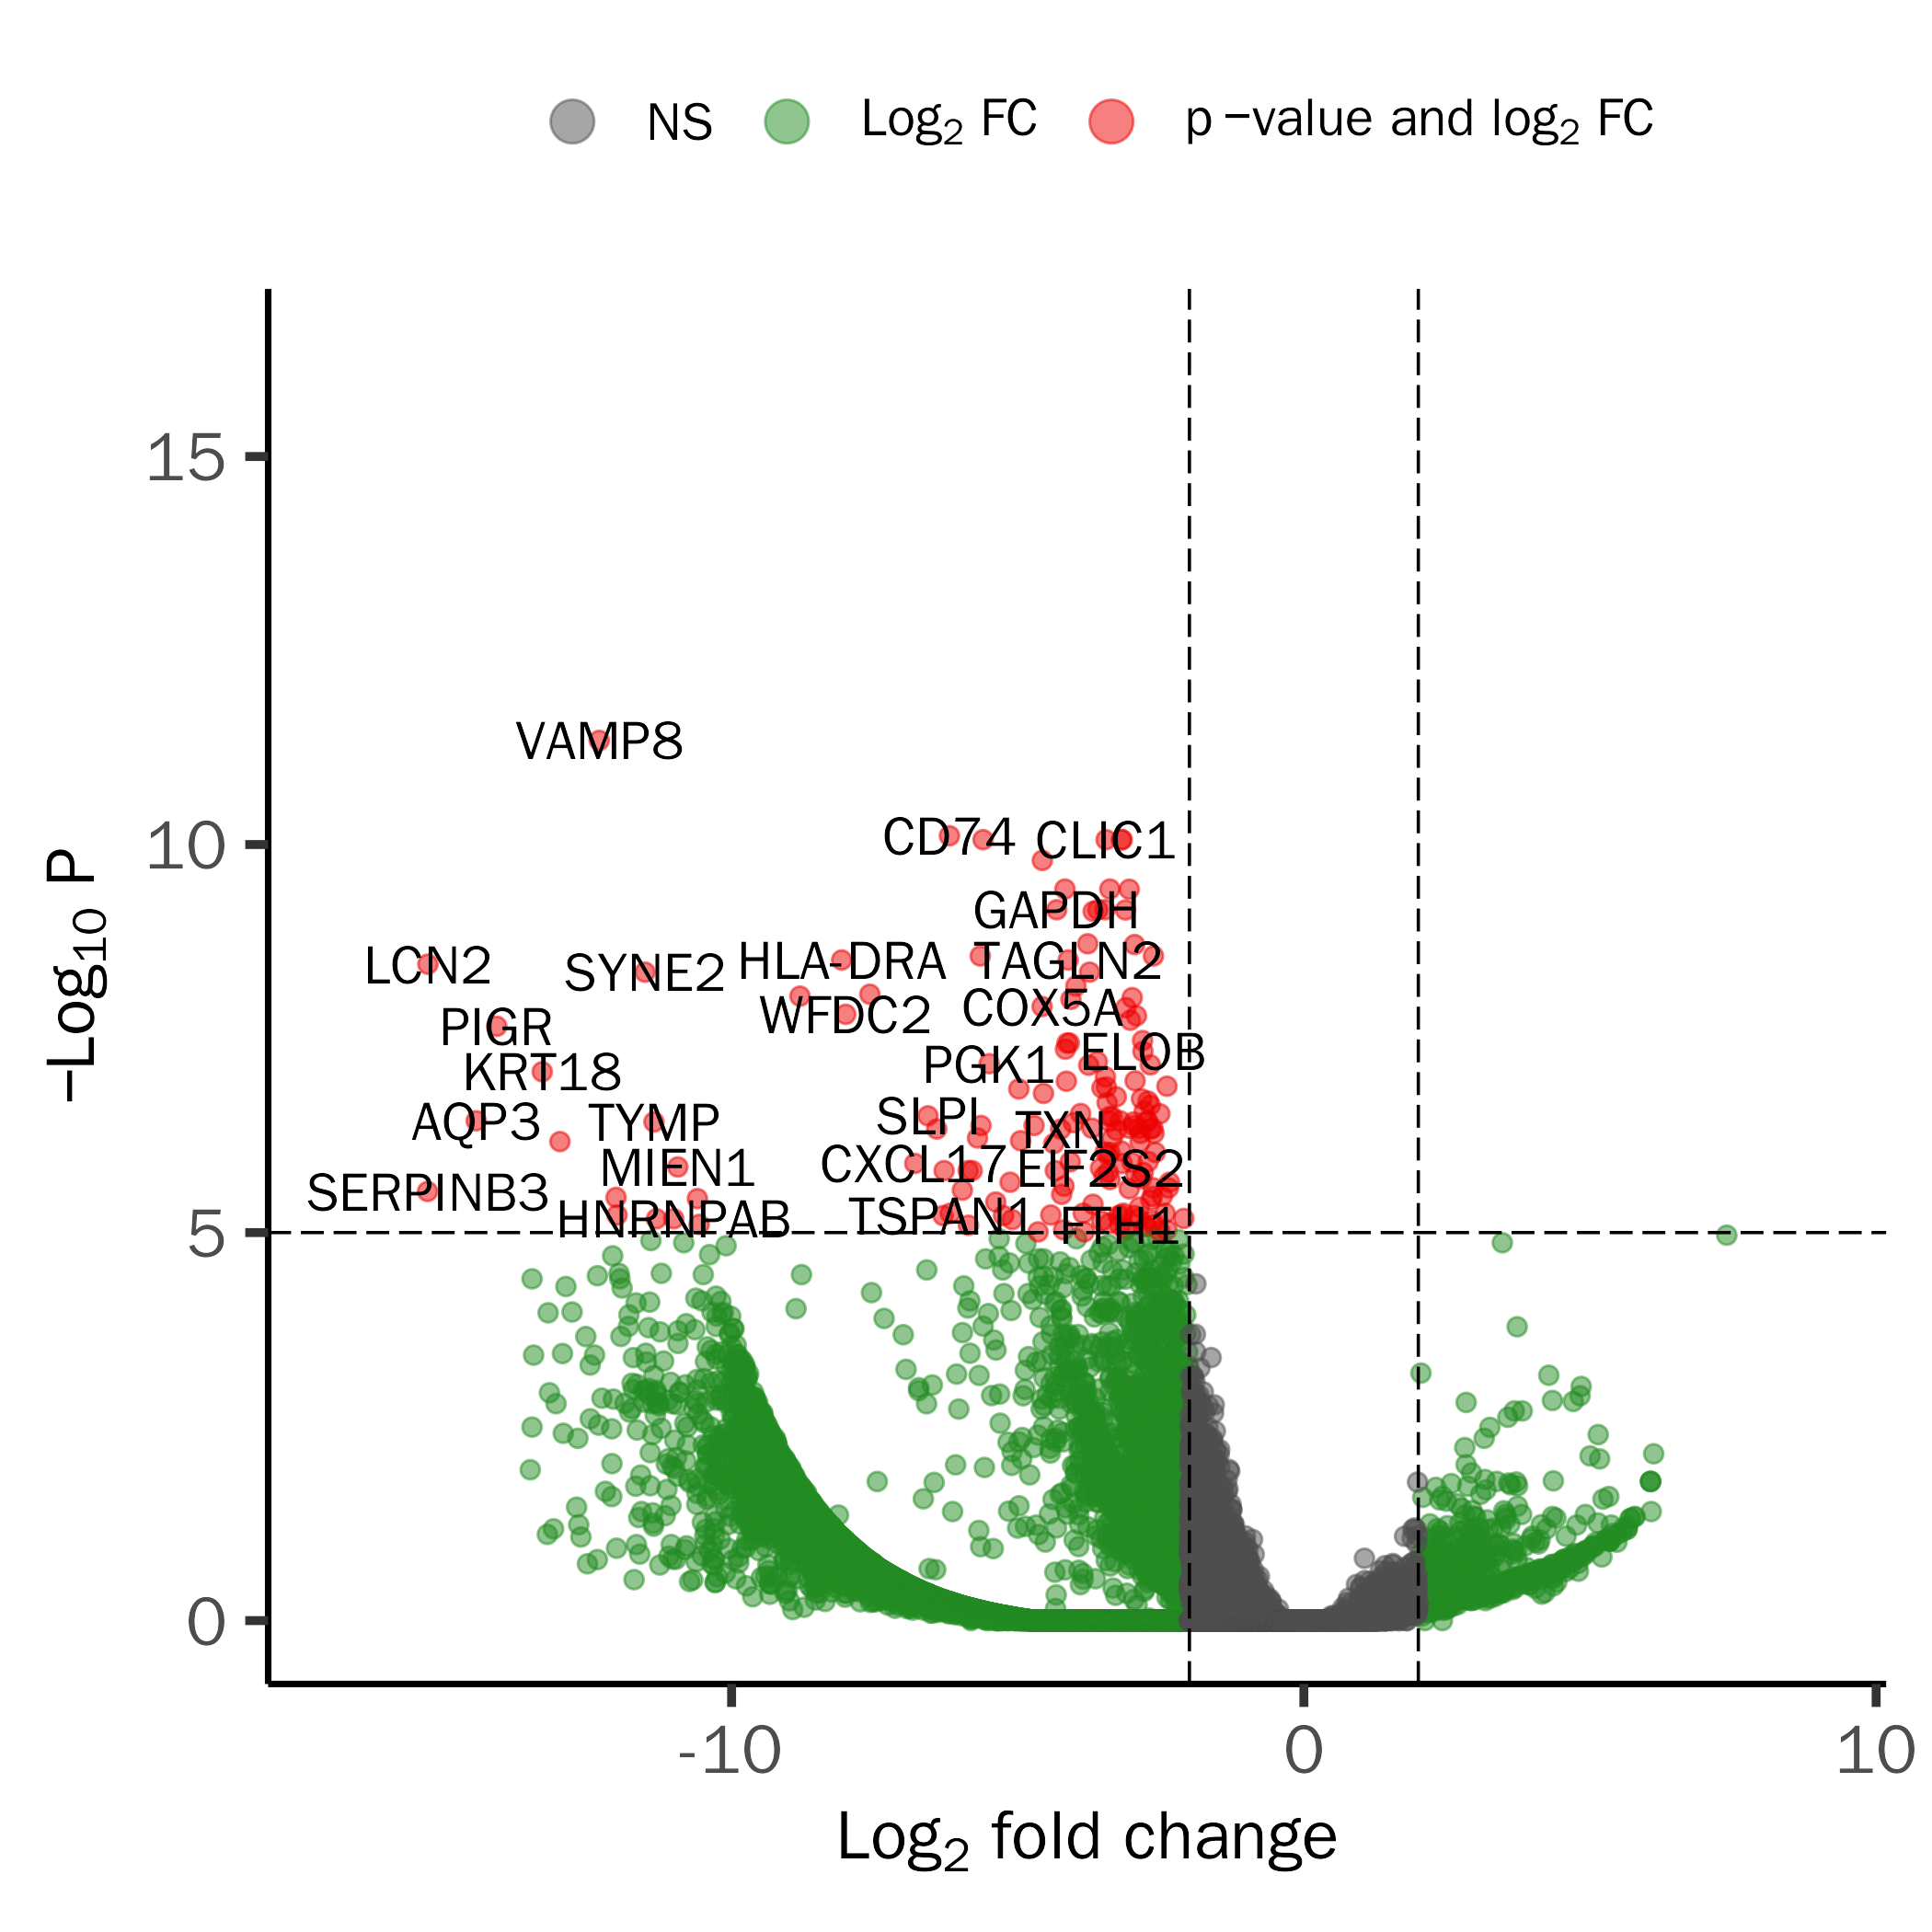 NS Log2 FC p –value and log2 FC
15
10
5
0
–Log10 P
VAMP8
CD74 CLIC1
GAPDH
LCN2 SYNE2 HLA-DRA TAGLN2
WFDC2 COX5A
PIGR
PGK1 ELOB
KRT18
AQP3 TYMP SLPI TXN
MIEN1 CXCL17 EIF2S2
SERPINB3
HNRNPAB TSPAN1 FTH1
-10 0 10
Log2 fold change